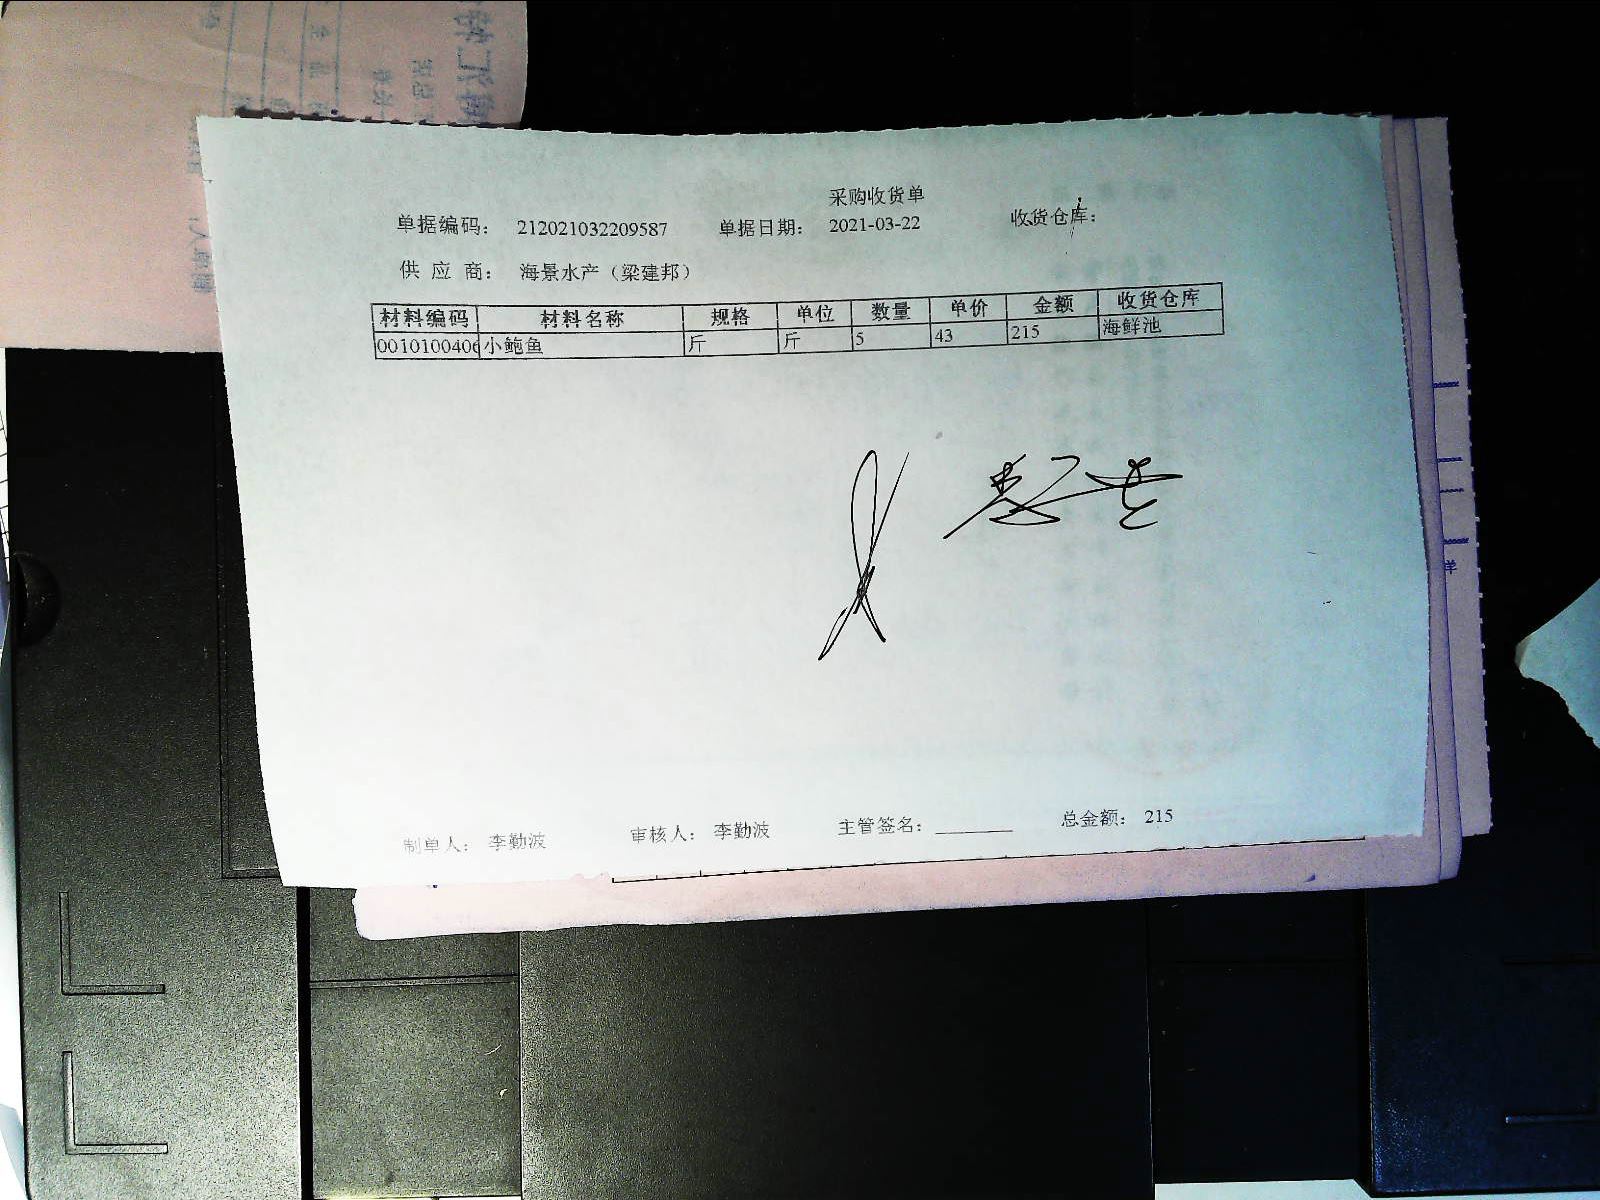 采购收货单
单据编码： 212021032209587 单据日期： 2021-03-22 收货仓库：
供 应 商： 海景水产（梁建邦）
材料编码 材料名称 规格 单位 数量 单价 金额 收货仓库
0010100406 小鲍鱼 斤 斤 5 43 215 海鲜池
制单人： 李勤波 审核人： 李勤波 主管签名： 总金额： 215